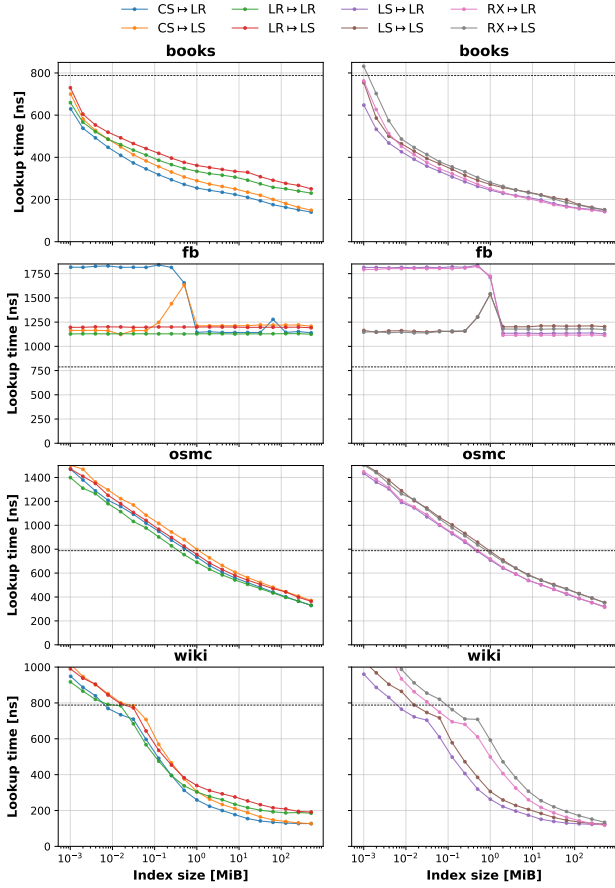 CS ↦ LR LR ↦ LR LS ↦ LR RX ↦ LR
CS ↦ LS LR ↦ LS LS ↦ LS RX ↦ LS
books books
800
600
400
200
0
Lookup time [ns]
fb fb
1750
1500
1250
1000
750
500
250
0
Lookup time [ns]
osmc osmc
1400
1200
1000
800
600
400
200
0
Lookup time [ns]
wiki wiki
1000
800
600
400
200
0
Lookup time [ns]
10⁻³ 10⁻² 10⁻¹ 10⁰ 10¹ 10² 10⁻³ 10⁻² 10⁻¹ 10⁰ 10¹ 10²
Index size [MiB] Index size [MiB]